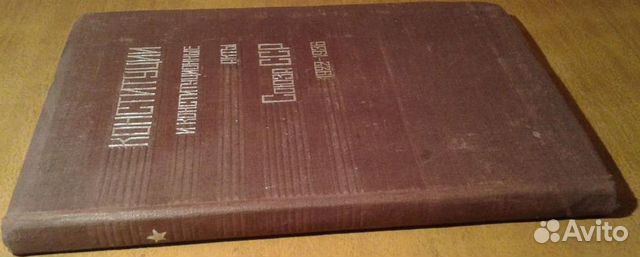 КОНСТИТУЦИИ
И КОНСТИТУЦИОННЫЕ
АКТЫ
Союза ССР
1922-1936
Avito